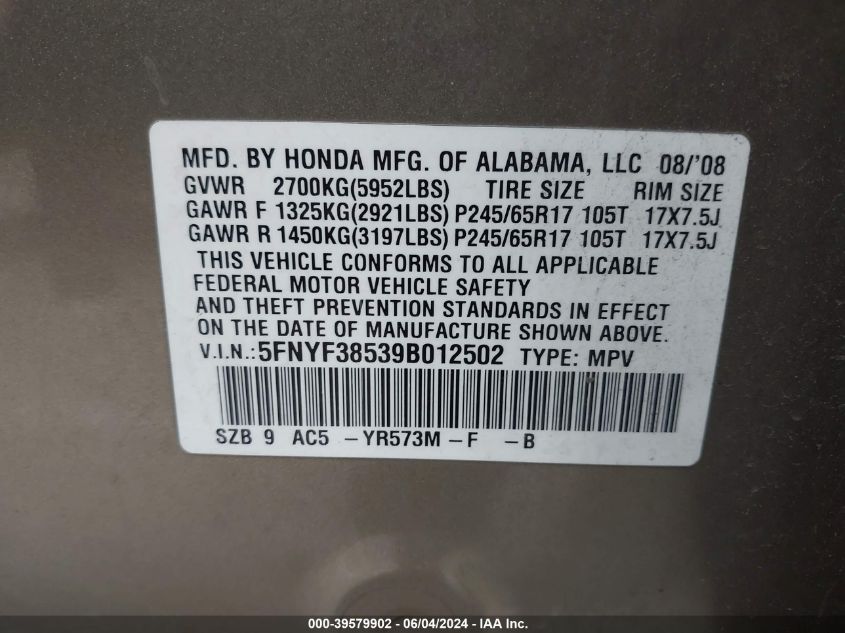 MFD. BY HONDA MFG. OF ALABAMA, LLC 08/'08
GVWR 2700KG(5952LBS) TIRE SIZE RIM SIZE
GAWR F 1325KG(2921LBS) P245/65R17 105T 17X7.5J
GAWR R 1450KG(3197LBS) P245/65R17 105T 17X7.5J
THIS VEHICLE CONFORMS TO ALL APPLICABLE
FEDERAL MOTOR VEHICLE SAFETY
AND THEFT PREVENTION STANDARDS IN EFFECT
ON THE DATE OF MANUFACTURE SHOWN ABOVE.
V.I.N.:5FNYF38539B012502 TYPE: MPV
SZB 9 AC5 -YR573M -F -B
000-39579902 - 06/04/2024 - IAA Inc.